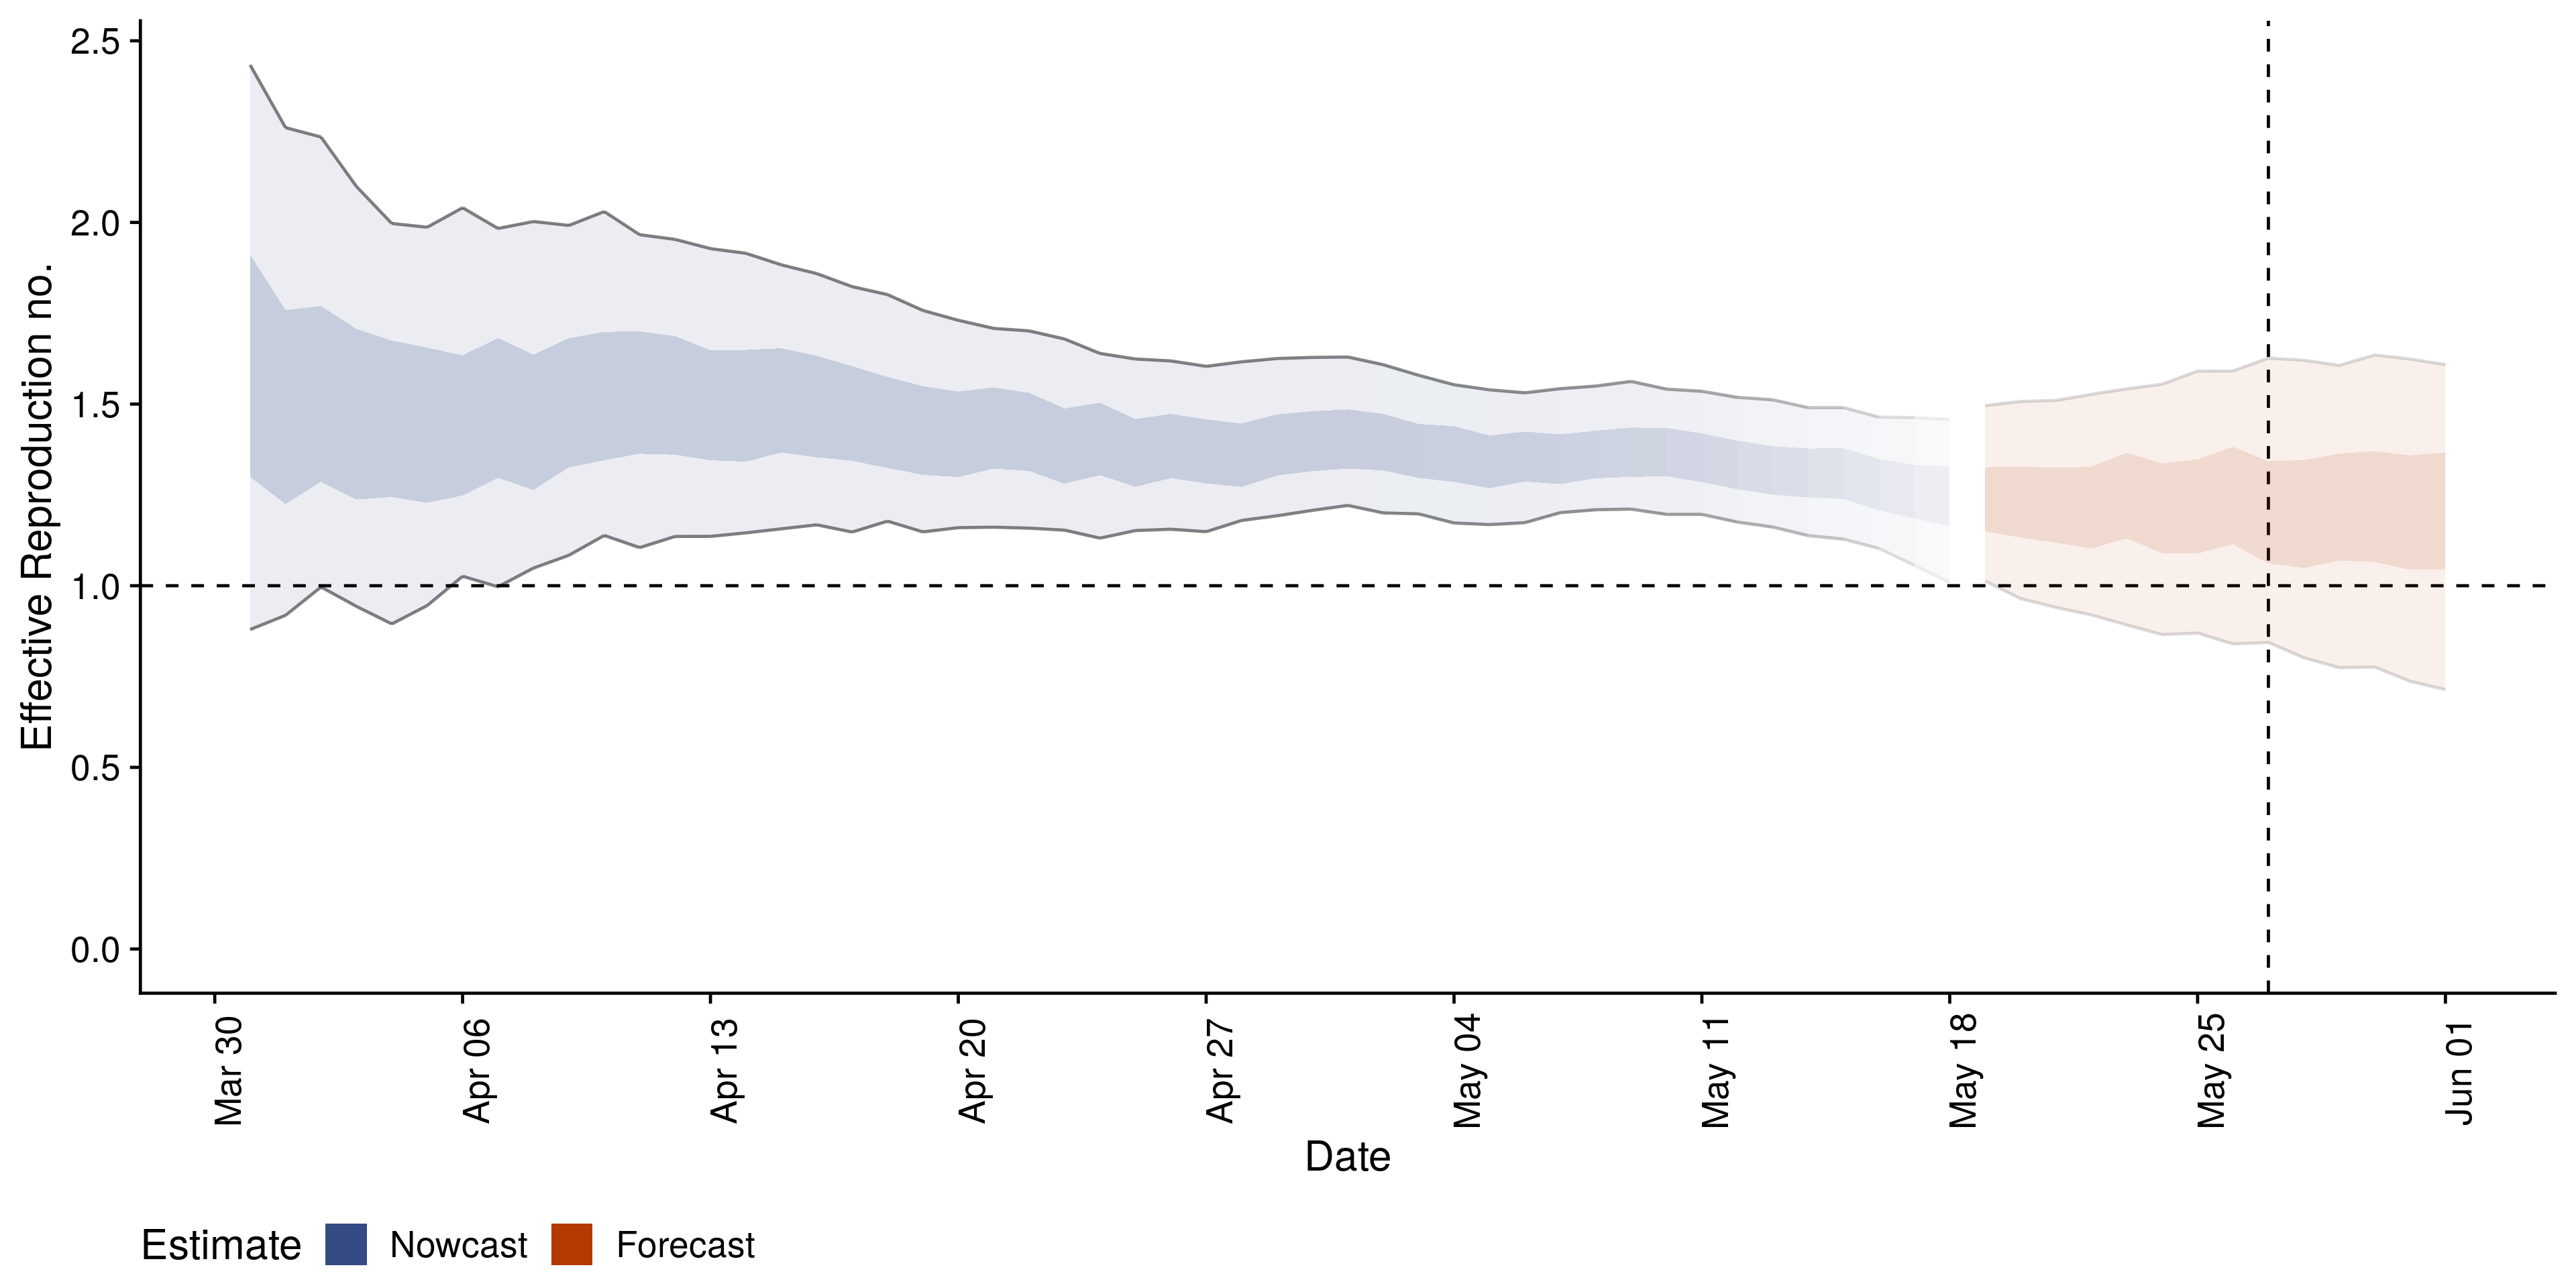 Effective Reproduction no.
2.5
2.0
1.5
1.0
0.5
0.0
Mar 30
Apr 06
Apr 13
Apr 20
Apr 27
May 04
May 11
May 18
May 25
Jun 01
Date
Estimate Nowcast Forecast